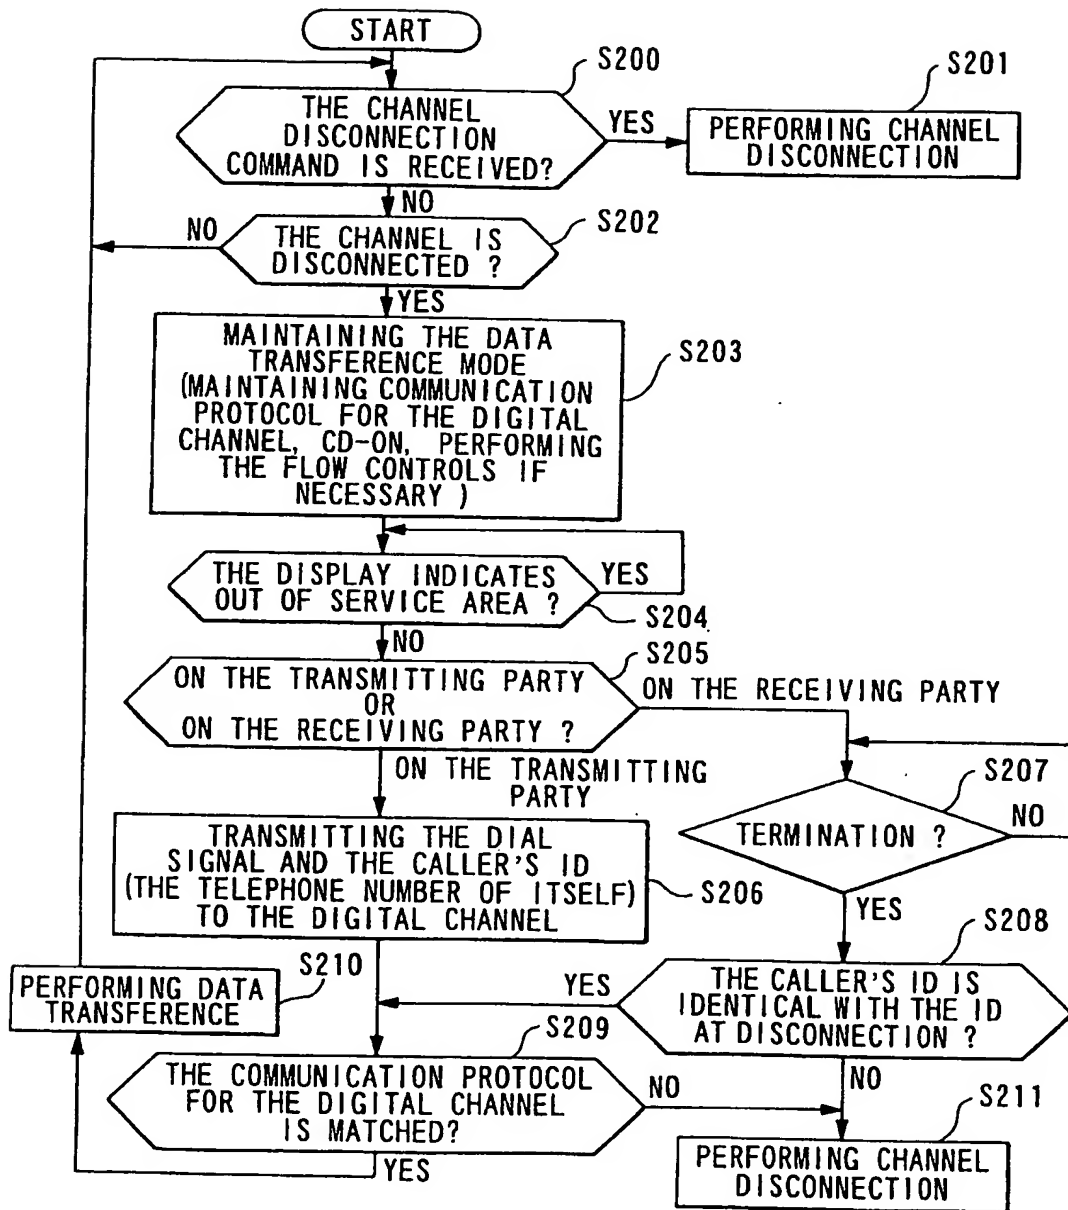 START
S200
S201
THE CHANNEL
DISCONNECTION
COMMAND IS RECEIVED?
YES
PERFORMING CHANNEL
DISCONNECTION
NO
S202
NO
THE CHANNEL IS
DISCONNECTED ?
YES
MAINTAINING THE DATA
TRANSFERENCE MODE
(MAINTAINING COMMUNICATION
PROTOCOL FOR THE DIGITAL
CHANNEL, CD-ON, PERFORMING
THE FLOW CONTROLS IF
NECESSARY )
S203
THE DISPLAY INDICATES
OUT OF SERVICE AREA ?
YES
S204
NO
S205
ON THE TRANSMITTING PARTY
OR
ON THE RECEIVING PARTY ?
ON THE RECEIVING PARTY
ON THE TRANSMITTING
PARTY
S207
TERMINATION ?
NO
TRANSMITTING THE DIAL
SIGNAL AND THE CALLER'S ID
(THE TELEPHONE NUMBER OF ITSELF)
TO THE DIGITAL CHANNEL
S206
YES
S208
S210
PERFORMING DATA
TRANSFERENCE
YES
THE CALLER'S ID IS
IDENTICAL WITH THE ID
AT DISCONNECTION ?
S209
THE COMMUNICATION PROTOCOL
FOR THE DIGITAL CHANNEL
IS MATCHED?
NO
NO
S211
YES
PERFORMING CHANNEL
DISCONNECTION